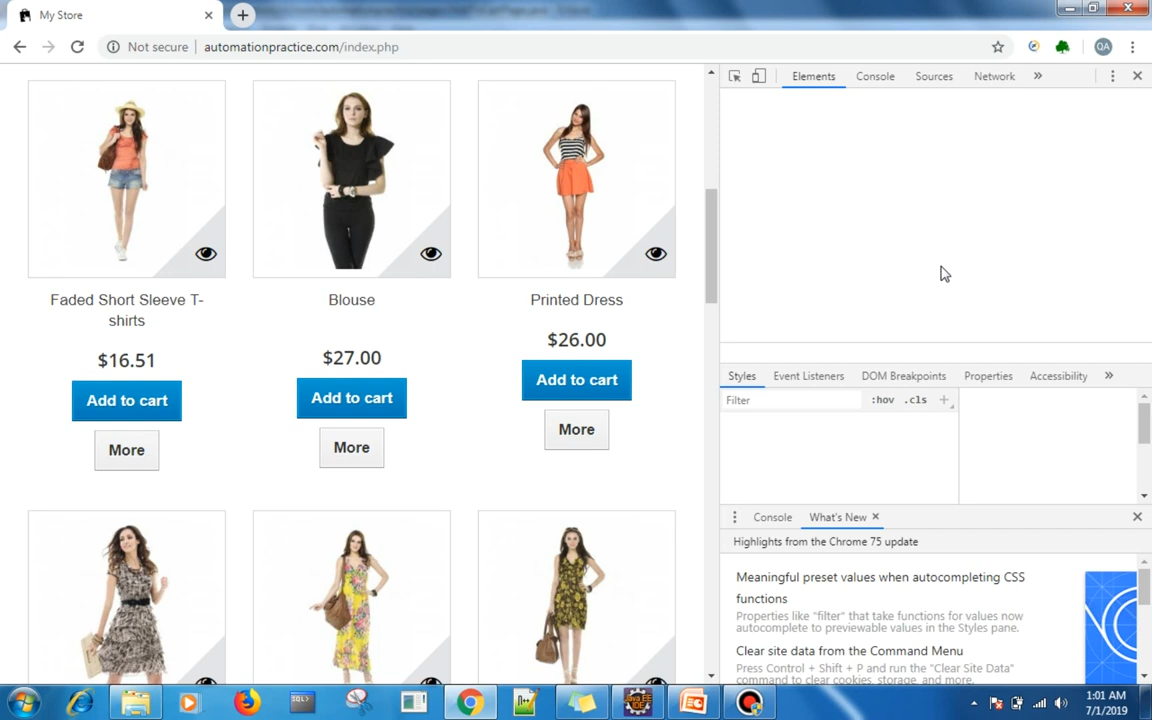 My Store
Not secure
automationpractice.com/index.php
QA
Elements
Console
Sources
Network
Faded Short Sleeve T-
shirts
$16.51
Add to cart
More
Blouse
$27.00
Add to cart
More
Printed Dress
$26.00
Add to cart
More
Styles
Event Listeners
DOM Breakpoints
Properties
Accessibility
Filter
:hov
.cls
Console
What's New
Highlights from the Chrome 75 update
Meaningful preset values when autocompleting CSS
functions
Properties like "filter" that take functions for values now
autocomplete to previewable values in the Styles pane.
Clear site data from the Command Menu
Press Control + Shift + P and run the "Clear Site Data"
command to clear cookies, storage, and more.
SQL
Java EE
IDE
1:01 AM
7/1/2019